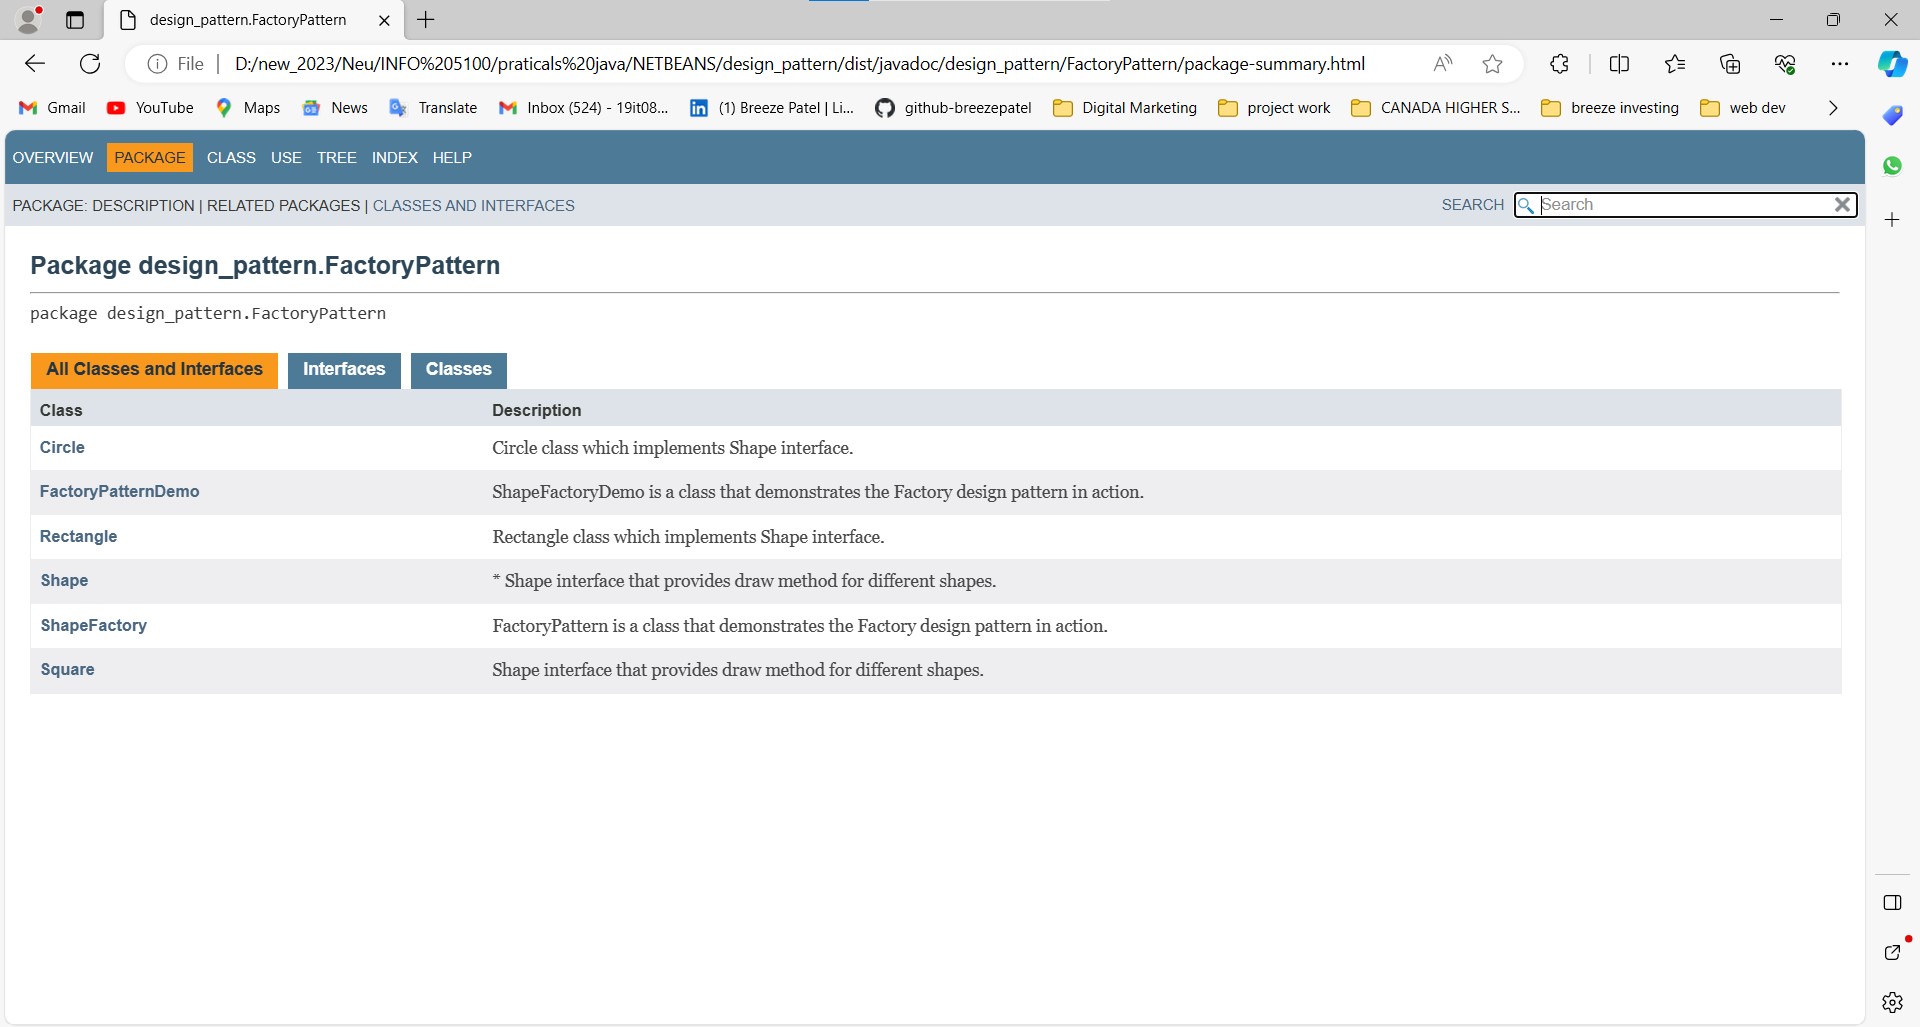 design_pattern.FactoryPattern
File | D:/new_2023/Neu/INFO%205100/praticals%20java/NETBEANS/design_pattern/dist/javadoc/design_pattern/FactoryPattern/package-summary.html
Gmail YouTube Maps News Translate Inbox (524) - 19it08... (1) Breeze Patel | Li... github-breezepatel Digital Marketing project work CANADA HIGHER S... breeze investing web dev
OVERVIEW PACKAGE CLASS USE TREE INDEX HELP
PACKAGE: DESCRIPTION | RELATED PACKAGES | CLASSES AND INTERFACES SEARCH Search
Package design_pattern.FactoryPattern
package design_pattern.FactoryPattern
All Classes and Interfaces Interfaces Classes
Class Description
Circle Circle class which implements Shape interface.
FactoryPatternDemo ShapeFactoryDemo is a class that demonstrates the Factory design pattern in action.
Rectangle Rectangle class which implements Shape interface.
Shape * Shape interface that provides draw method for different shapes.
ShapeFactory FactoryPattern is a class that demonstrates the Factory design pattern in action.
Square Shape interface that provides draw method for different shapes.